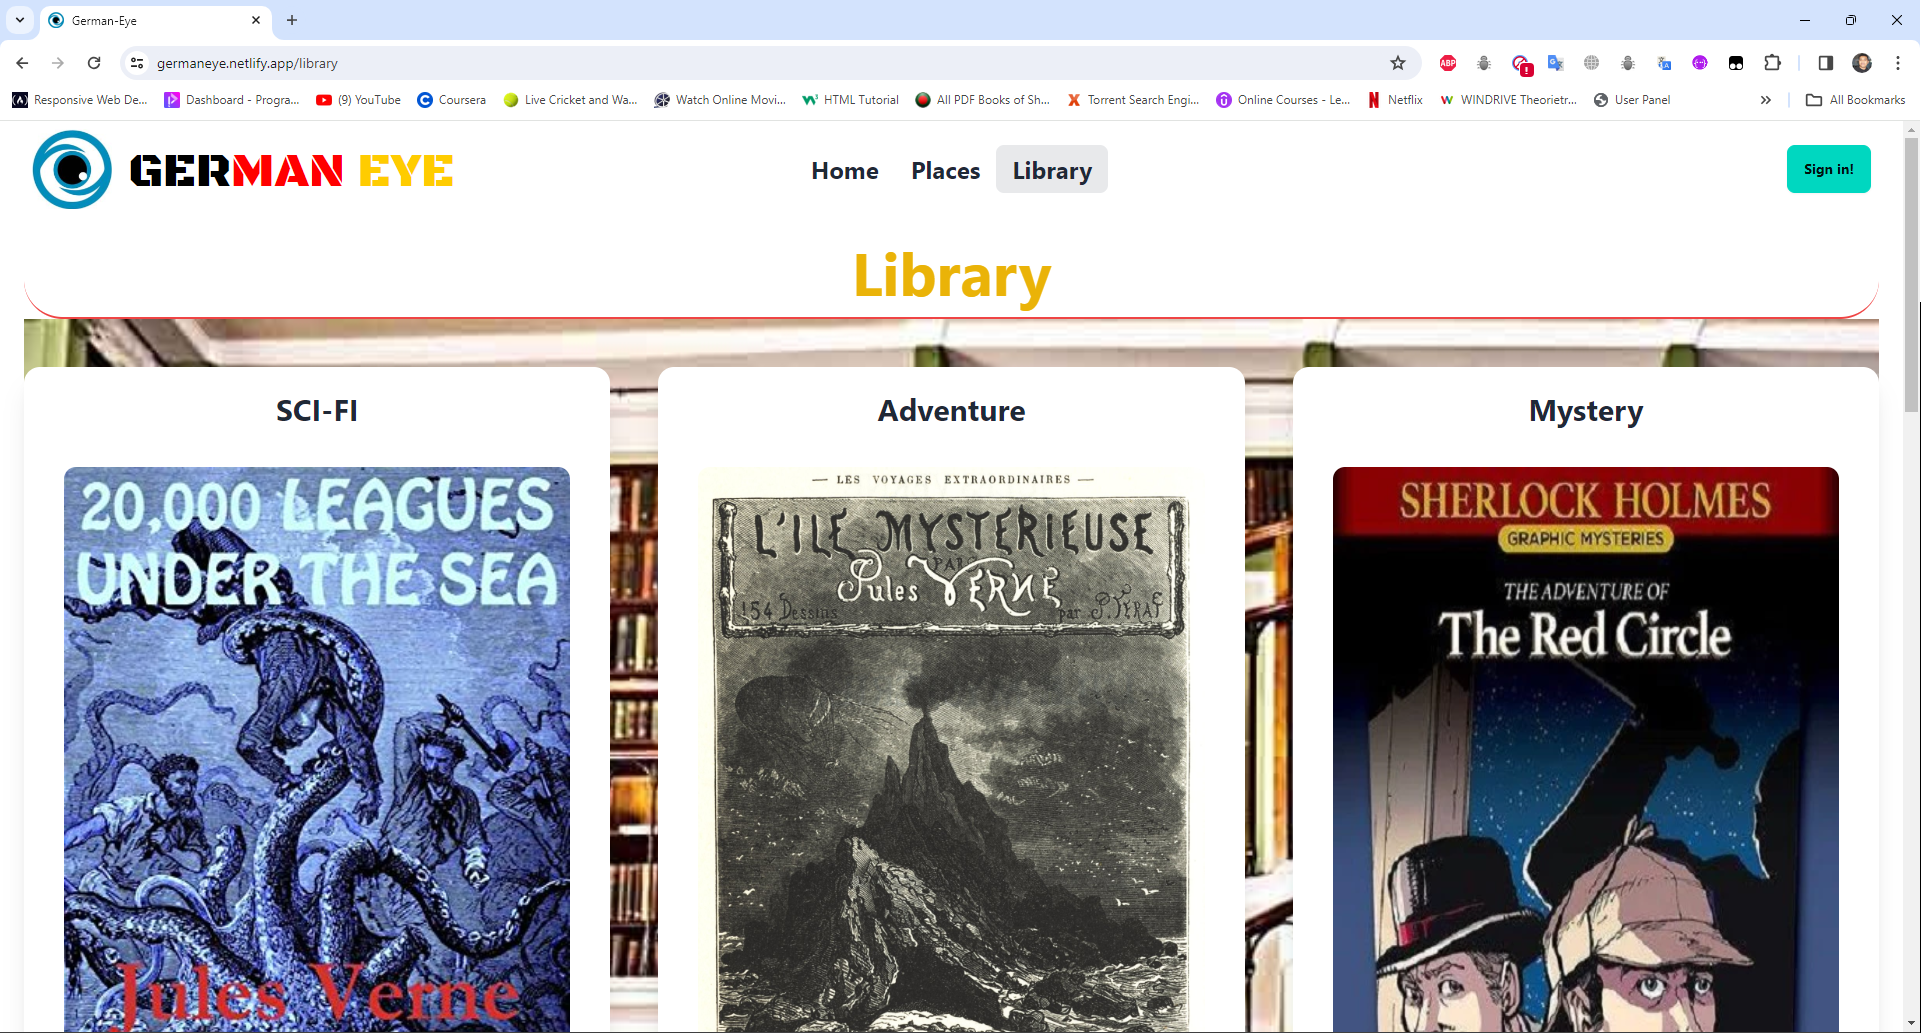 German-Eye
germaneye.netlify.app/library
ABP
Responsive Web De...
Dashboard - Progra...
(9) YouTube
Coursera
Live Cricket and Wa...
Watch Online Movi...
HTML Tutorial
All PDF Books of Sh...
Torrent Search Engi...
Online Courses - Le...
Netflix
WINDRIVE Theorietr...
User Panel
All Bookmarks
GERMAN EYE
Home
Places
Library
Sign in!
Library
SCI-FI
Adventure
Mystery
20,000 LEAGUES
UNDER THE SEA
Jules Verne
LES VOYAGES EXTRAORDINAIRES
L'ILE MYSTERIEUSE
PAR
Jules VERNE
154 Dessins
par
SHERLOCK HOLMES
GRAPHIC MYSTERIES
THE ADVENTURE OF
The Red Circle